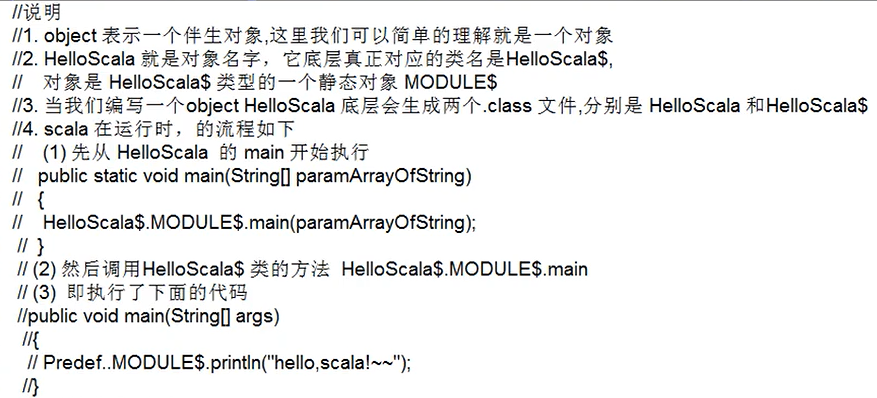 //说明
//1. object 表示一个伴生对象,这里我们可以简单的理解就是一个对象
//2. HelloScala 就是对象名字，它底层真正对应的类名是HelloScala$,
//    对象是 HelloScala$ 类型的一个静态对象 MODULE$
//3. 当我们编写一个object HelloScala 底层会生成两个.class 文件,分别是 HelloScala 和HelloScala$
//4. scala 在运行时，的流程如下
//    (1) 先从 HelloScala  的 main 开始执行
//   public static void main(String[] paramArrayOfString)
//   {
//    HelloScala$.MODULE$.main(paramArrayOfString);
//  }
// (2) 然后调用HelloScala$ 类的方法  HelloScala$.MODULE$.main
// (3)  即执行了下面的代码
//public void main(String[] args)
//{
// Predef..MODULE$.println("hello,scala!~~");
//}